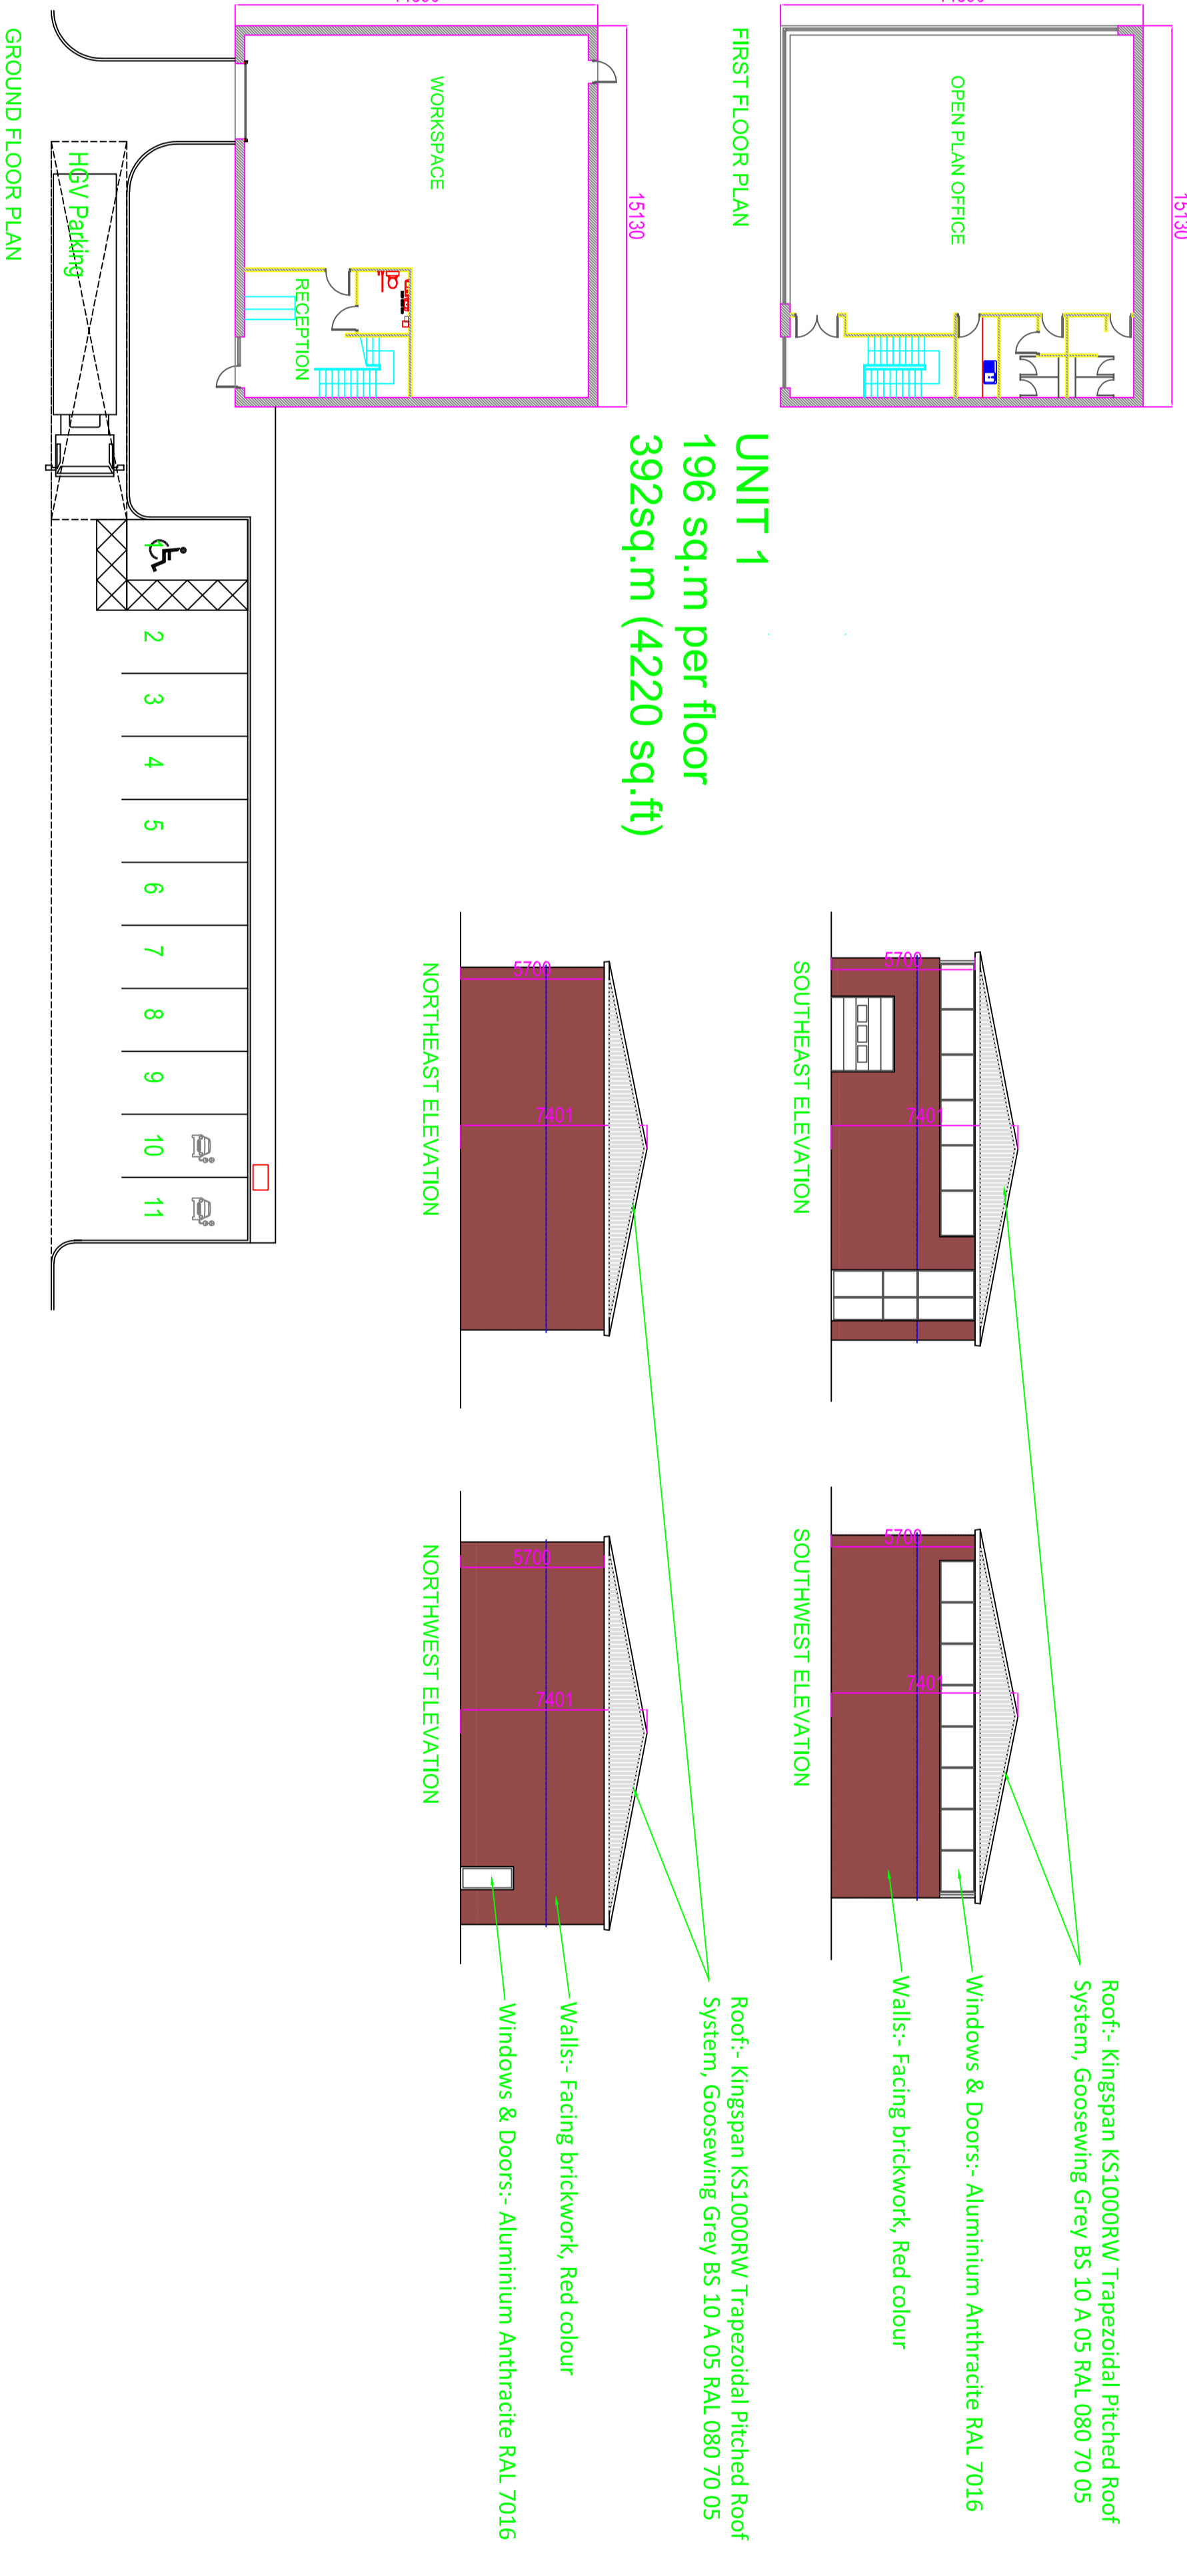 15130
OPEN PLAN OFFICE
FIRST FLOOR PLAN
15130
WORKSPACE
RECEPTION
HGV Parking
GROUND FLOOR PLAN
UNIT 1
196 sq.m per floor
392sq.m (4220 sq.ft)
1
2
3
4
5
6
7
8
9
10
11
5700
7401
SOUTHEAST ELEVATION
5700
7401
SOUTHWEST ELEVATION
Roof:- Kingspan KS1000RW Trapezoidal Pitched Roof
System, Goosewing Grey BS 10 A 05 RAL 080 70 05
Windows & Doors:- Aluminium Anthracite RAL 7016
Walls:- Facing brickwork, Red colour
5700
7401
NORTHEAST ELEVATION
5700
7401
NORTHWEST ELEVATION
Roof:- Kingspan KS1000RW Trapezoidal Pitched Roof
System, Goosewing Grey BS 10 A 05 RAL 080 70 05
Walls:- Facing brickwork, Red colour
Windows & Doors:- Aluminium Anthracite RAL 7016